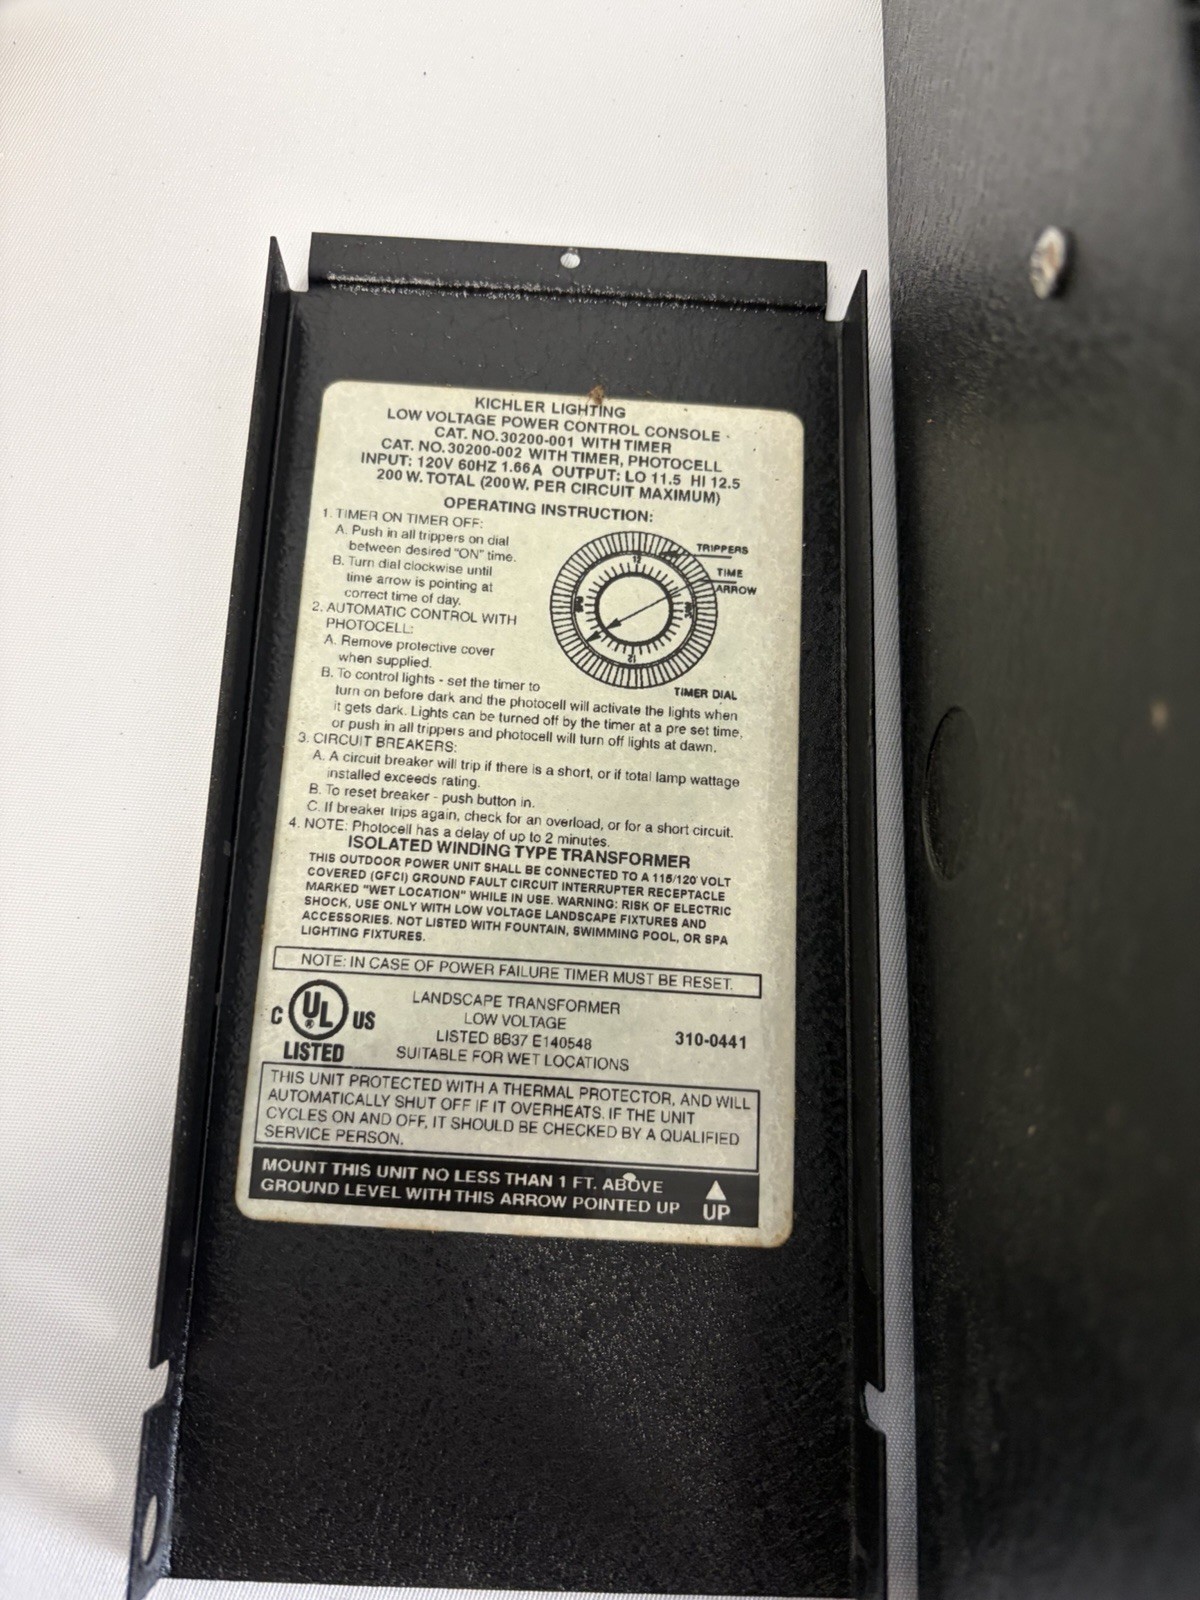 KICHLER LIGHTING
LOW VOLTAGE POWER CONTROL CONSOLE
CAT. NO. 30200-001 WITH TIMER
CAT. NO. 30200-002 WITH TIMER, PHOTOCELL
INPUT: 120V 60HZ 1.66A OUTPUT: LO 11.5 HI 12.5
200 W. TOTAL (200W. PER CIRCUIT MAXIMUM)
OPERATING INSTRUCTION:
1. TIMER ON TIMER OFF:
A. Push in all trippers on dial
between desired "ON" time.
B. Turn dial clockwise until
time arrow is pointing at
correct time of day.
2. AUTOMATIC CONTROL WITH
PHOTOCELL:
A. Remove protective cover
when supplied.
B. To control lights - set the timer to
turn on before dark and the photocell will activate the lights when
it gets dark. Lights can be turned off by the timer at a pre set time,
or push in all trippers and photocell will turn off lights at dawn.
TRIPPERS
TIME
ARROW
12
12
TIMER DIAL
3. CIRCUIT BREAKERS:
A. A circuit breaker will trip if there is a short, or if total lamp wattage
installed exceeds rating.
B. To reset breaker - push button in.
C. If breaker trips again, check for an overload, or for a short circuit.
4. NOTE: Photocell has a delay of up to 2 minutes.
ISOLATED WINDING TYPE TRANSFORMER
THIS OUTDOOR POWER UNIT SHALL BE CONNECTED TO A 115/120 VOLT
COVERED (GFCI) GROUND FAULT CIRCUIT INTERRUPTER RECEPTACLE
MARKED "WET LOCATION" WHILE IN USE. WARNING: RISK OF ELECTRIC
SHOCK, USE ONLY WITH LOW VOLTAGE LANDSCAPE FIXTURES AND
ACCESSORIES. NOT LISTED WITH FOUNTAIN, SWIMMING POOL, OR SPA
LIGHTING FIXTURES.
NOTE: IN CASE OF POWER FAILURE TIMER MUST BE RESET.
C UL ® US
LISTED
LANDSCAPE TRANSFORMER
LOW VOLTAGE
LISTED 8B37 E140548
SUITABLE FOR WET LOCATIONS
310-0441
THIS UNIT PROTECTED WITH A THERMAL PROTECTOR, AND WILL
AUTOMATICALLY SHUT OFF IF IT OVERHEATS. IF THE UNIT
CYCLES ON AND OFF, IT SHOULD BE CHECKED BY A QUALIFIED
SERVICE PERSON.
MOUNT THIS UNIT NO LESS THAN 1 FT. ABOVE
GROUND LEVEL WITH THIS ARROW POINTED UP
UP